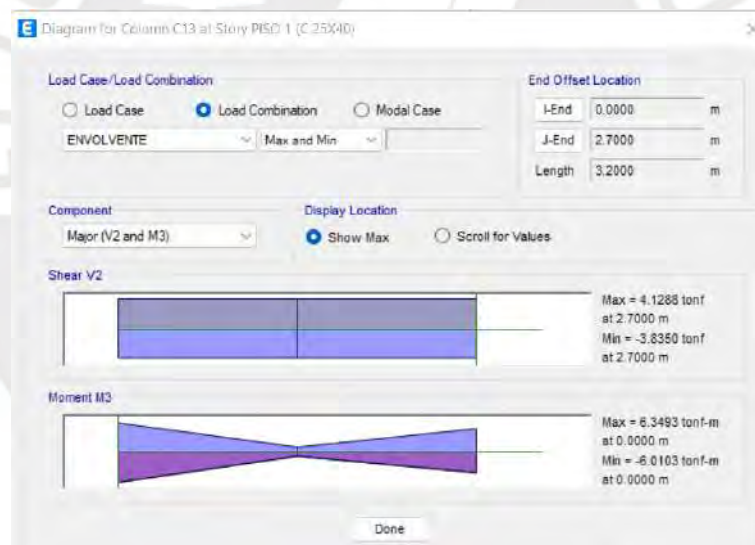 E Diagram for Column C13 at Story PISO 1 (C 25X40)
Load Case/Load Combination
Load Case Load Combination Modal Case
ENVOLVENTE Max and Min
End Offset Location
I-End 0.0000 m
J-End 2.7000 m
Length 3.2000 m
Component
Major (V2 and M3)
Display Location
Show Max Scroll for Values
Shear V2
Max = 4.1288 tonf
at 2.7000 m
Min = -3.8350 tonf
at 2.7000 m
Moment M3
Max = 6.3493 tonf-m
at 0.0000 m
Min = -6.0103 tonf-m
at 0.0000 m
Done